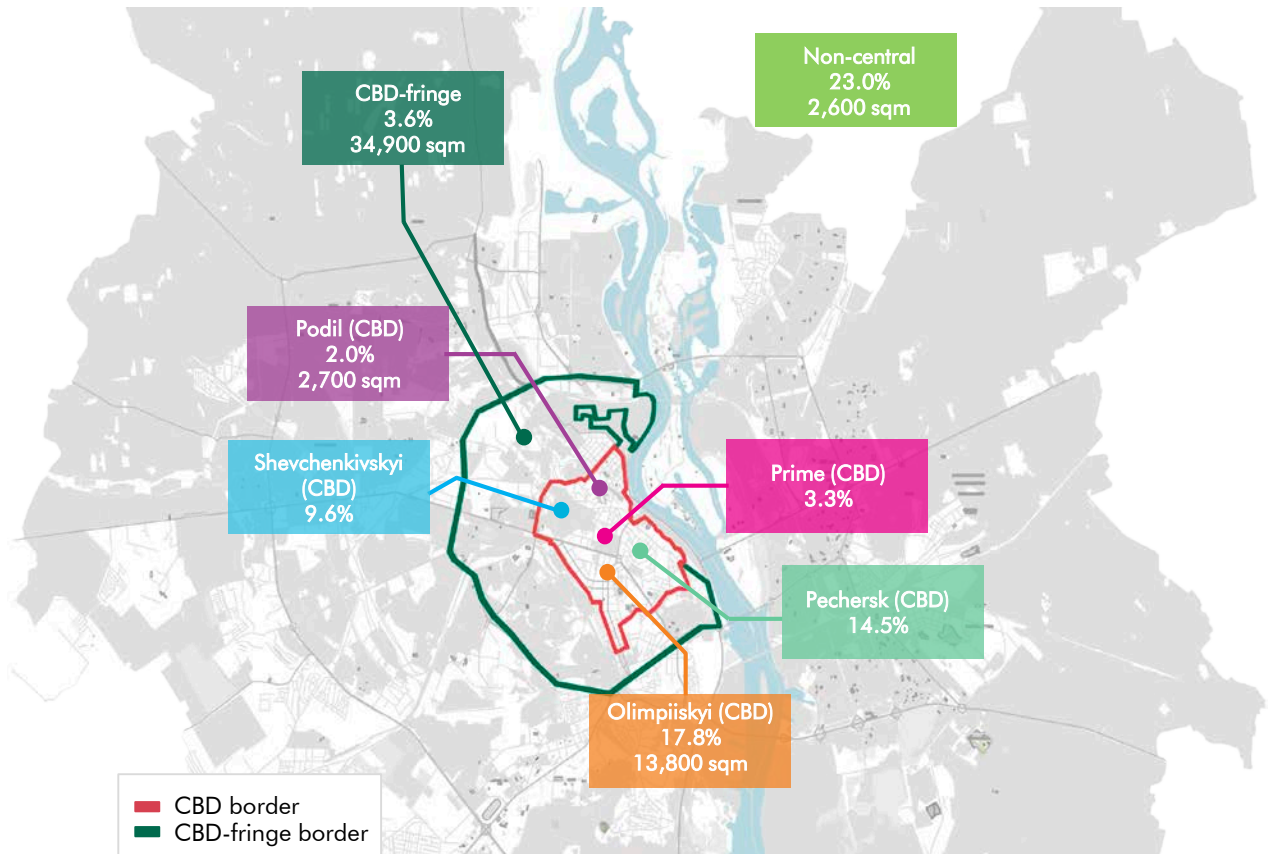 Non-central
23.0%
2,600 sqm
CBD-fringe
3.6%
34,900 sqm
Podil (CBD)
2.0%
2,700 sqm
Shevchenkivskyi
(CBD)
9.6%
Prime (CBD)
3.3%
Pechersk (CBD)
14.5%
Olimpiiskyi (CBD)
17.8%
13,800 sqm
CBD border
CBD-fringe border